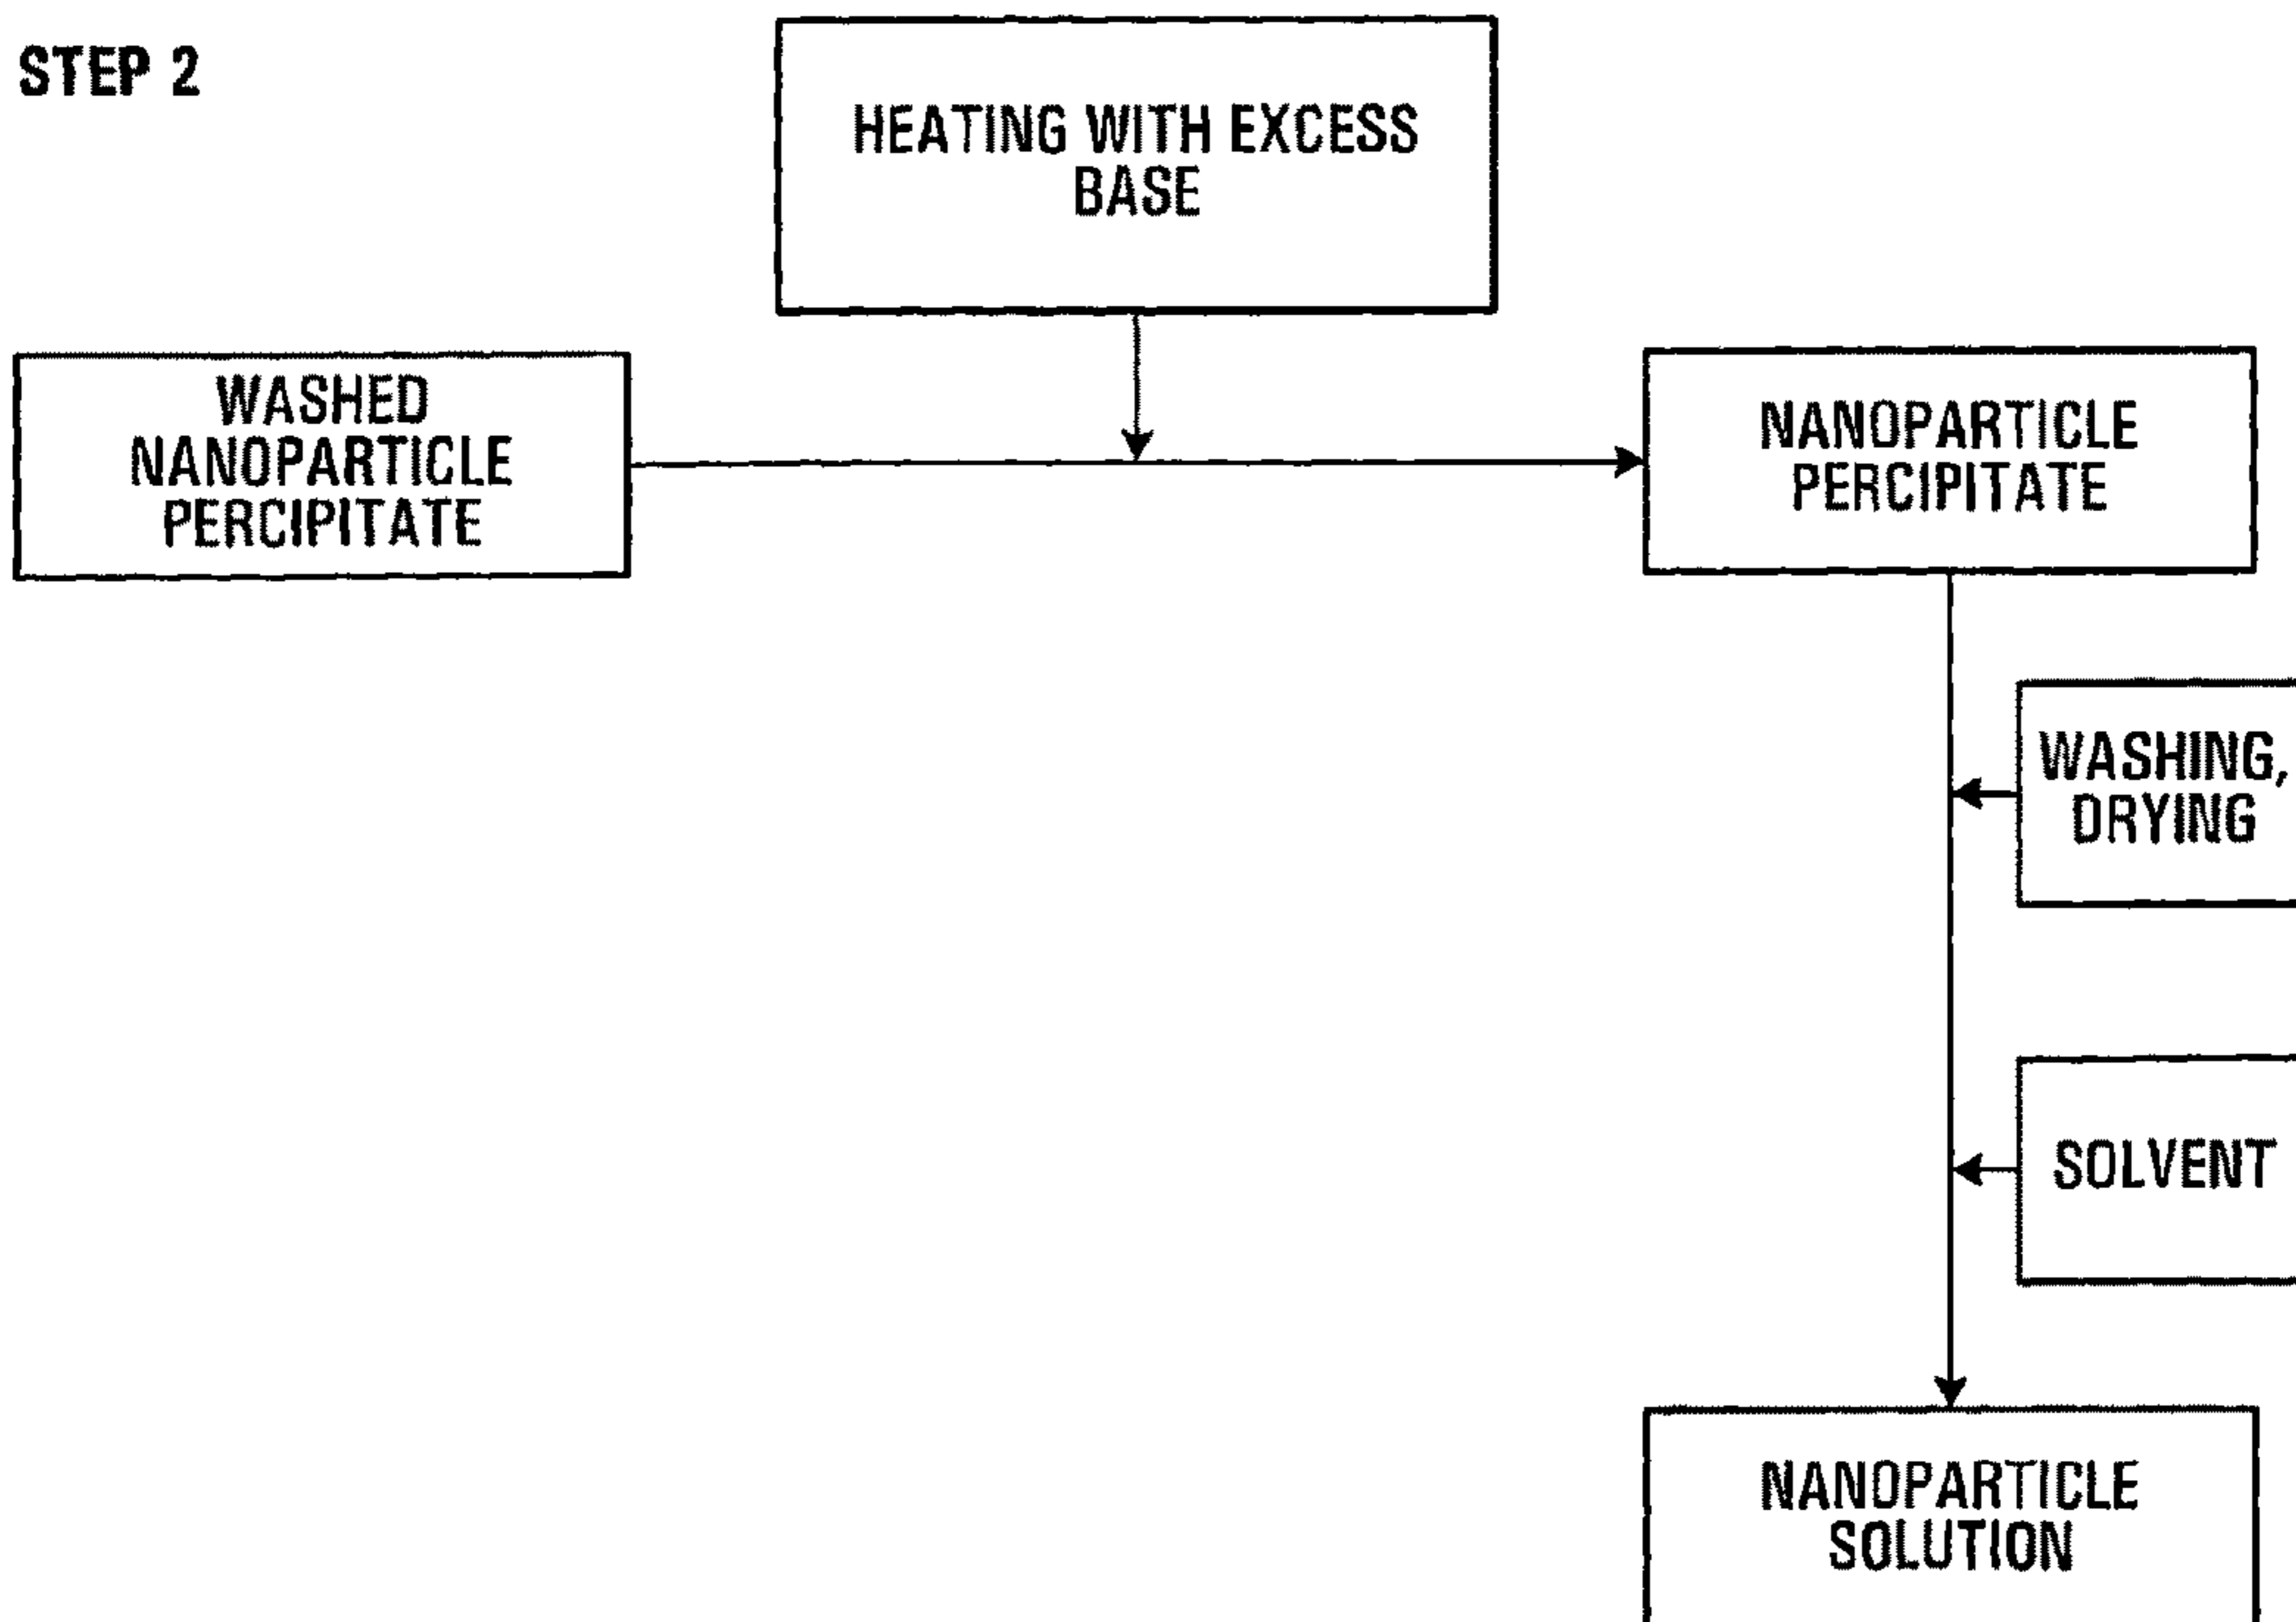 STEP 2
HEATING WITH EXCESS
BASE
WASHED
NANOPARTICLE
PERCIPITATE
NANOPARTICLE
PERCIPITATE
WASHING,
DRYING
SOLVENT
NANOPARTICLE
SOLUTION